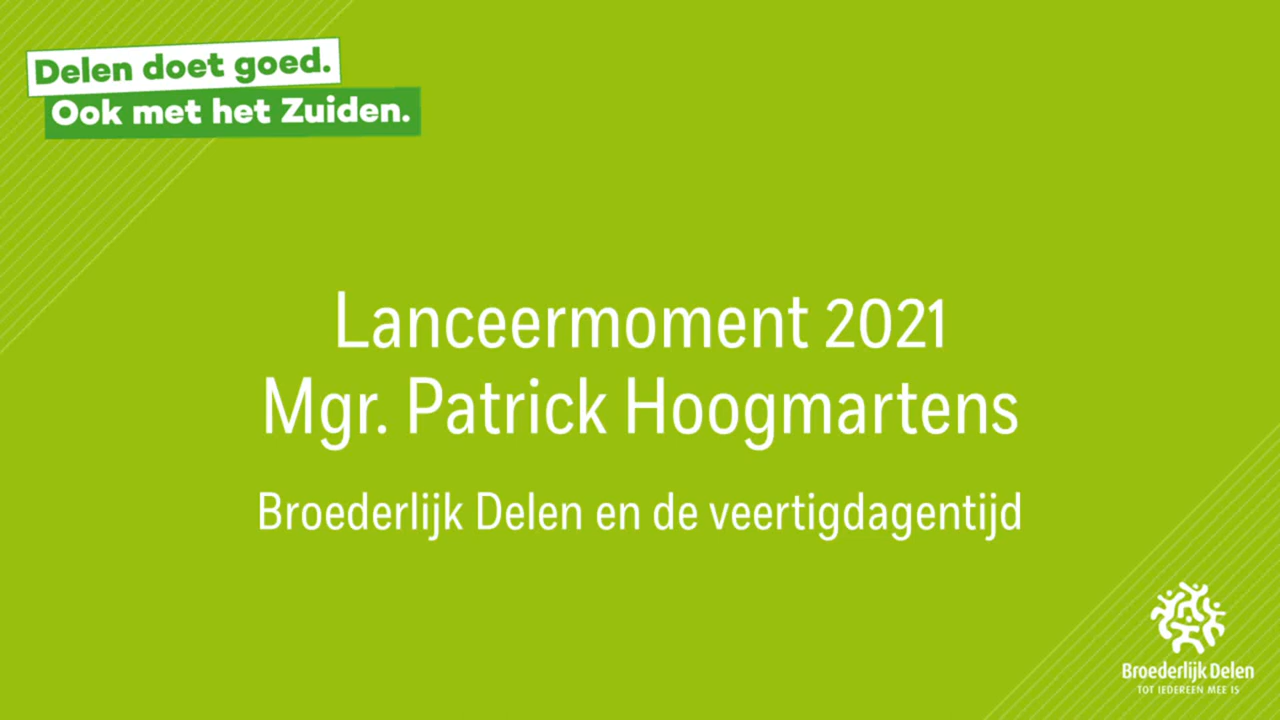 Delen doet goed.
Ook met het Zuiden.
Lanceermoment 2021
Mgr. Patrick Hoogmartens
Broederlijk Delen en de veertigdagentijd
Broederlijk Delen
TOT IEDEREEN MEE IS